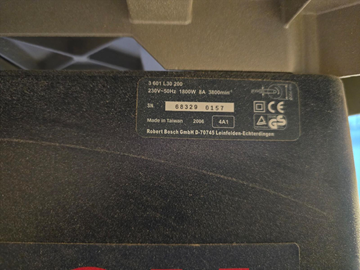 3 601 L30 200
230V~50Hz 1800W 8A 3800min⁻¹
SN 68329 0157
Made in Taiwan 2006 4A1
Robert Bosch GmbH D-70745 Leinfelden-Echterdingen